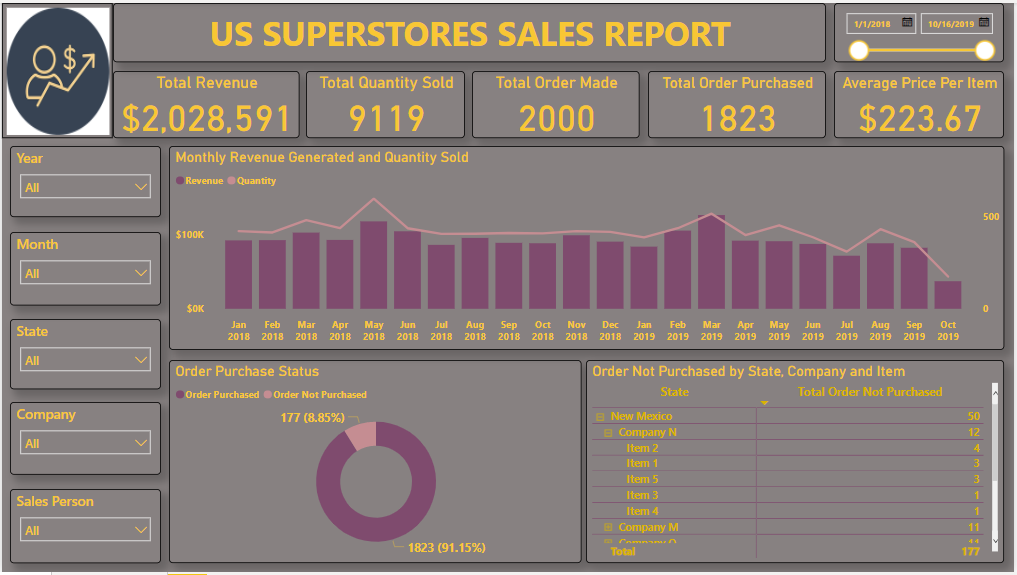 US SUPERSTORES SALES REPORT
1/1/2018
10/16/2019
$
Total Revenue
$2,028,591
Total Quantity Sold
9119
Total Order Made
2000
Total Order Purchased
1823
Average Price Per Item
$223.67
Year
All
Month
All
State
All
Company
All
Sales Person
All
Monthly Revenue Generated and Quantity Sold
Revenue Quantity
$100K
$0K
500
0
Jan Feb Mar Apr May Jun Jul Aug Sep Oct Nov Dec Jan Feb Mar Apr May Jun Jul Aug Sep Oct
2018 2018 2018 2018 2018 2018 2018 2018 2018 2018 2018 2018 2019 2019 2019 2019 2019 2019 2019 2019 2019 2019
Order Purchase Status
Order Purchased Order Not Purchased
177 (8.85%)
1823 (91.15%)
Order Not Purchased by State, Company and Item
State Total Order Not Purchased
New Mexico 50
Company N 12
Item 2 4
Item 1 3
Item 5 3
Item 3 1
Item 4 1
Company M 11
Company O 11
Total 177